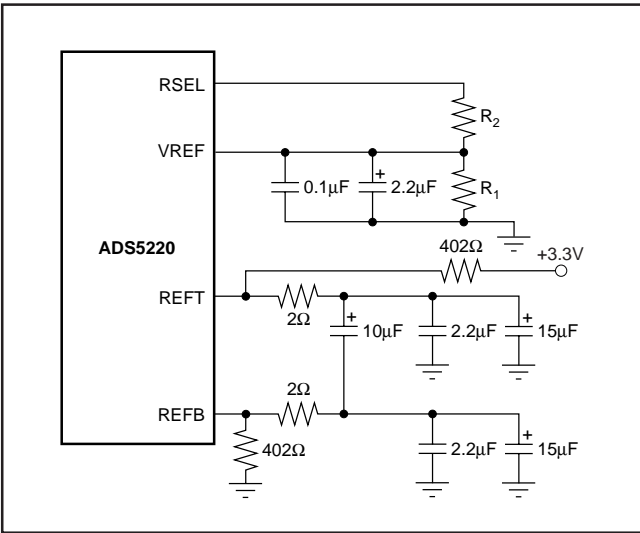 RSEL
R2
VREF
0.1µF
+
2.2µF
R1
ADS5220
402Ω
+3.3V
REFT
2Ω
+
10µF
2.2µF
+
15µF
2Ω
REFB
402Ω
2.2µF
+
15µF